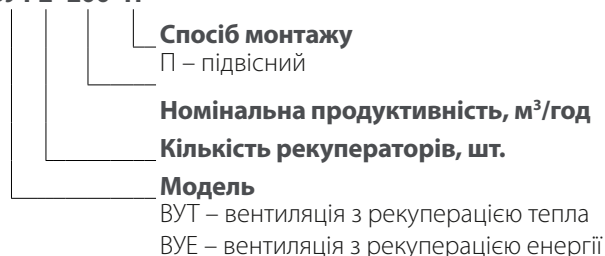 Спосіб монтажу
П – підвісний
Номінальна продуктивність, м³/год
Кількість рекуператорів, шт.
Модель
ВУТ – вентиляція з рекуперацією тепла
ВУЕ – вентиляція з рекуперацією енергії